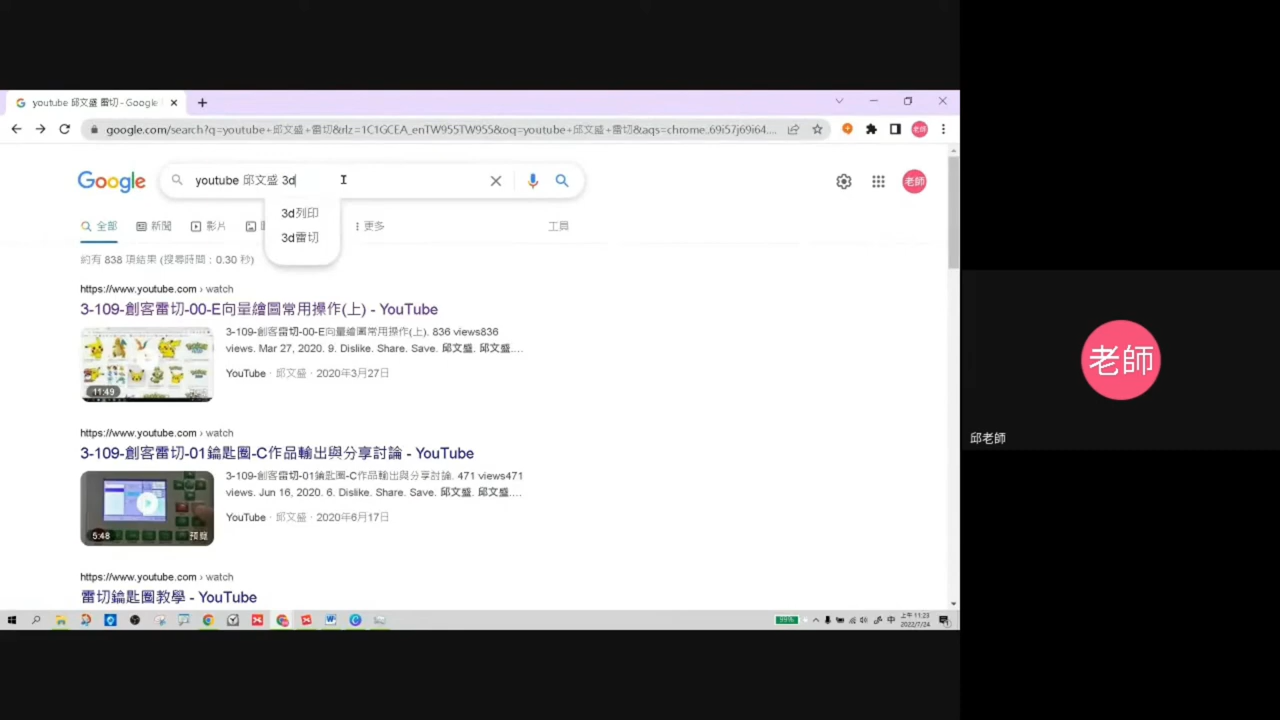 youtube 邱文盛 雷切 - Google
google.com/search?q=youtube+邱文盛+雷切&rlz=1C1GCEA_enTW955TW955&oq=youtube+邱文盛+雷切&aqs=chrome..69i57j69i64....
老師
Google
youtube 邱文盛 3d
老師
3d列印
3d雷切
全部
新聞
影片
更多
工具
約有 838 項結果 (搜尋時間：0.30 秒)
https://www.youtube.com › watch
3-109-創客雷切-00-E向量繪圖常用操作(上) - YouTube
3-109-創客雷切-00-E向量繪圖常用操作(上). 836 views836
views. Mar 27, 2020. 9. Dislike. Share. Save. 邱文盛. 邱文盛....
YouTube · 邱文盛 · 2020年3月27日
11:49
https://www.youtube.com › watch
3-109-創客雷切-01鑰匙圈-C作品輸出與分享討論 - YouTube
3-109-創客雷切-01鑰匙圈-C作品輸出與分享討論. 471 views471
views. Jun 16, 2020. 6. Dislike. Share. Save. 邱文盛. 邱文盛....
YouTube · 邱文盛 · 2020年6月17日
5:48
預覽
https://www.youtube.com › watch
雷切鑰匙圈教學 - YouTube
99%
中
上午 11:23
2022/7/24
老師
邱老師